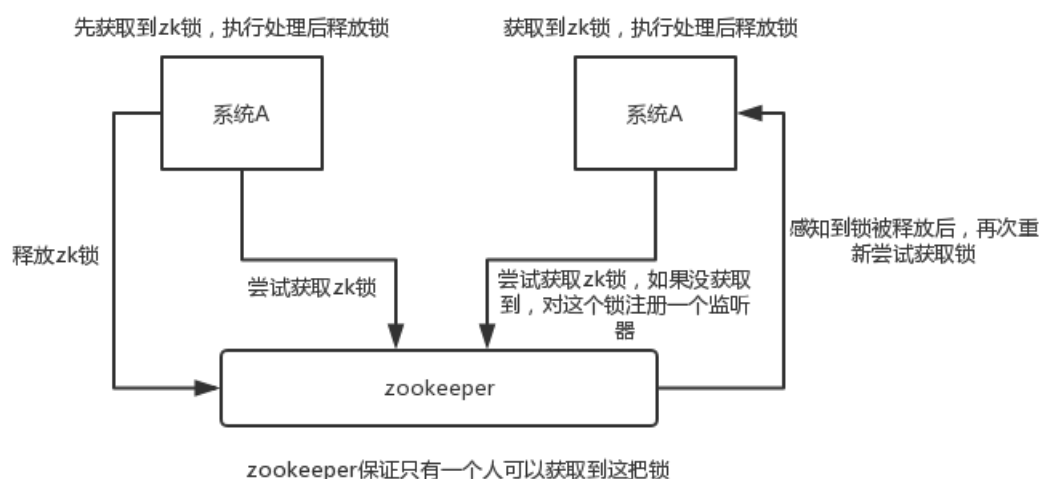 先获取到zk锁，执行处理后释放锁
获取到zk锁，执行处理后释放锁
系统A
系统A
释放zk锁
尝试获取zk锁
尝试获取zk锁，如果没获取
到，对这个锁注册一个监听
器
感知到锁被释放后，再次重
新尝试获取锁
zookeeper
zookeeper保证只有一个人可以获取到这把锁